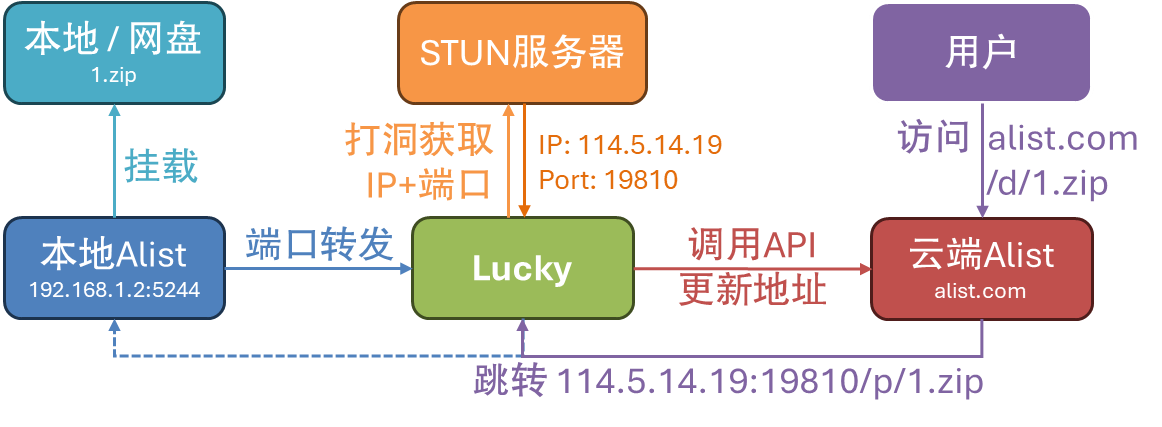 本地 / 网盘
1.zip
STUN服务器
用户
打洞获取
IP+端口
IP: 114.5.14.19
Port: 19810
访问
alist.com
/d/1.zip
挂载
本地Alist
192.168.1.2:5244
端口转发
Lucky
调用API
更新地址
云端Alist
alist.com
跳转 114.5.14.19:19810/p/1.zip